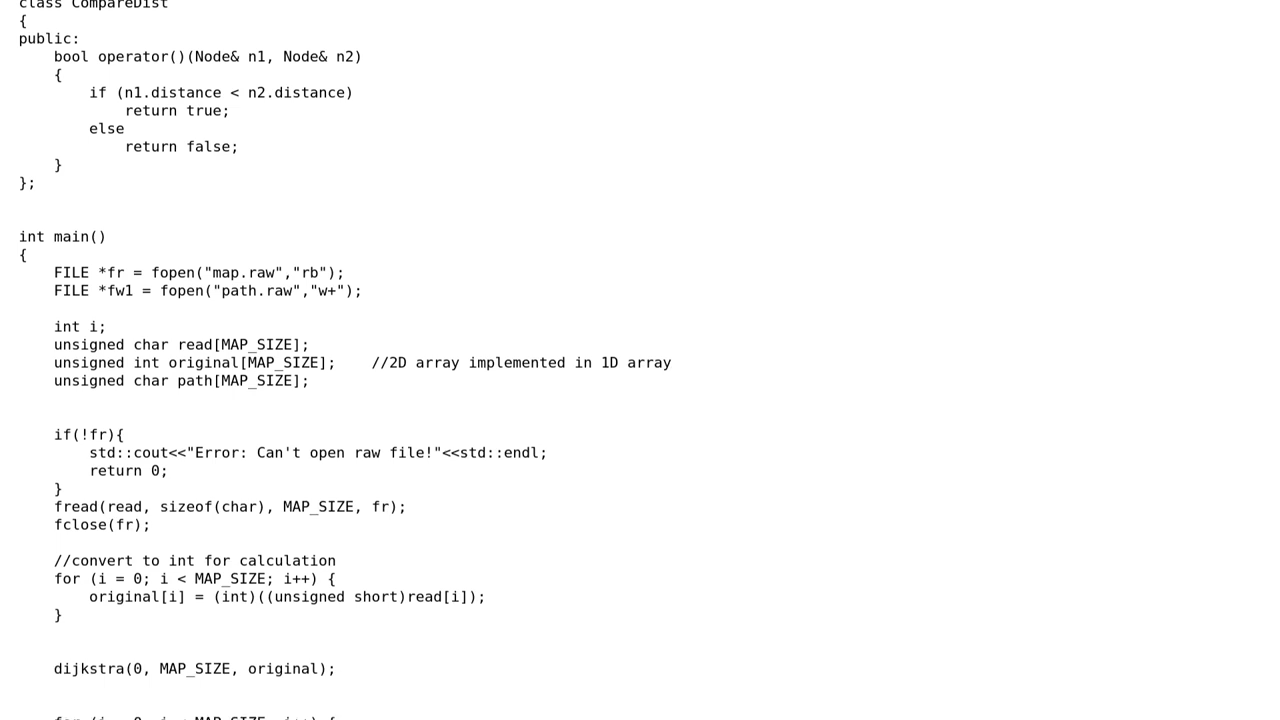 class CompareDist
{
public:
    bool operator()(Node& n1, Node& n2)
    {
        if (n1.distance < n2.distance)
            return true;
        else
            return false;
    }
};
int main()
{
    FILE *fr = fopen("map.raw","rb");
    FILE *fw1 = fopen("path.raw","w+");
    int i;
    unsigned char read[MAP_SIZE];
    unsigned int original[MAP_SIZE];    //2D array implemented in 1D array
    unsigned char path[MAP_SIZE];
    if(!fr){
        std::cout<<"Error: Can't open raw file!"<<std::endl;
        return 0;
    }
    fread(read, sizeof(char), MAP_SIZE, fr);
    fclose(fr);
    //convert to int for calculation
    for (i = 0; i < MAP_SIZE; i++) {
        original[i] = (int)((unsigned short)read[i]);
    }
    dijkstra(0, MAP_SIZE, original);
    for (i = 0; i < MAP_SIZE; i++) {